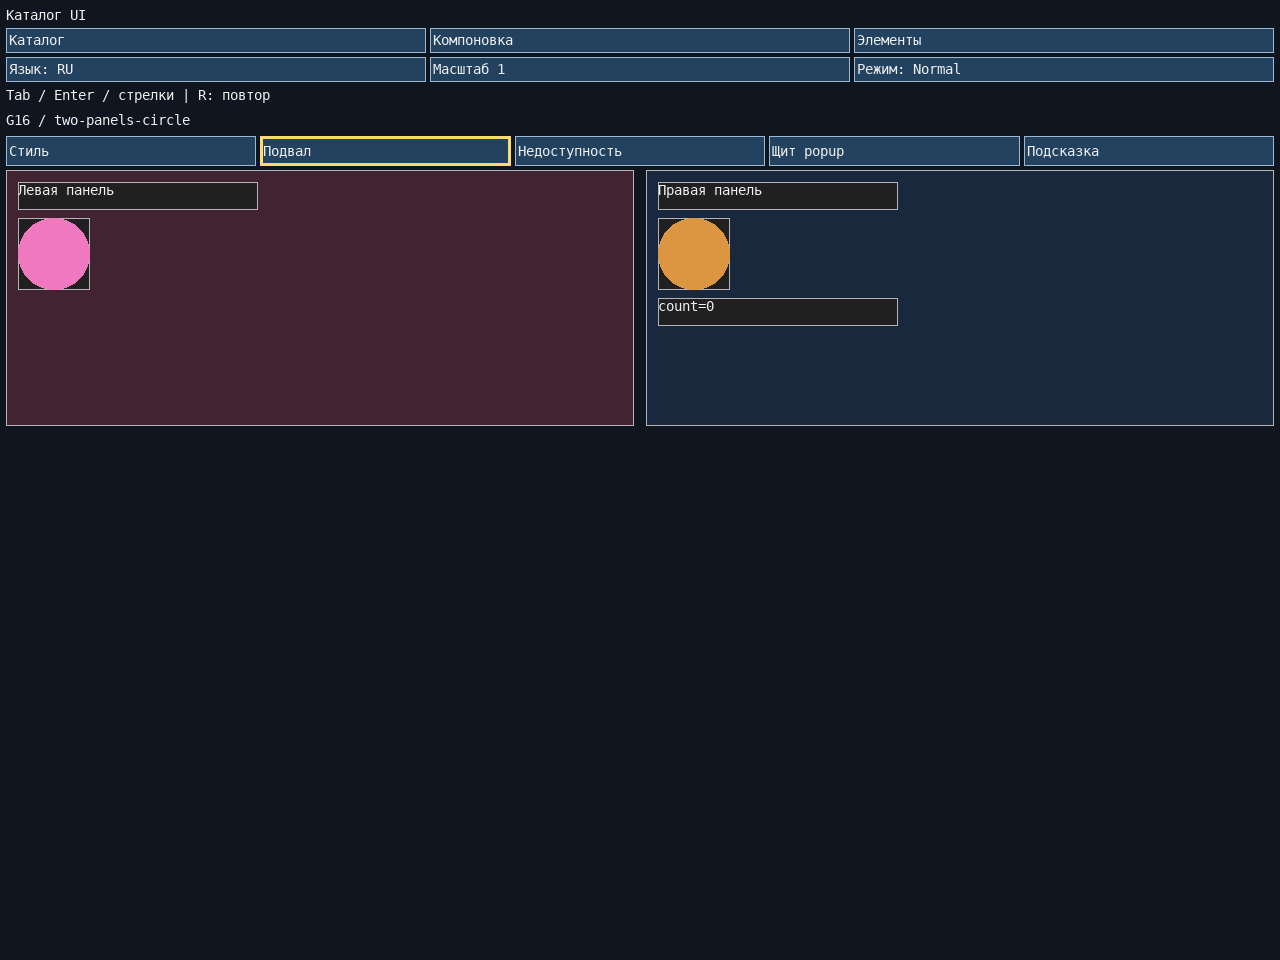 Каталог UI
Каталог
Компоновка
Элементы
Язык: RU
Масштаб 1
Режим: Normal
Tab / Enter / стрелки | R: повтор
G16 / two-panels-circle
Стиль
Подвал
Недоступность
Щит popup
Подсказка
Левая панель
Правая панель
count=0